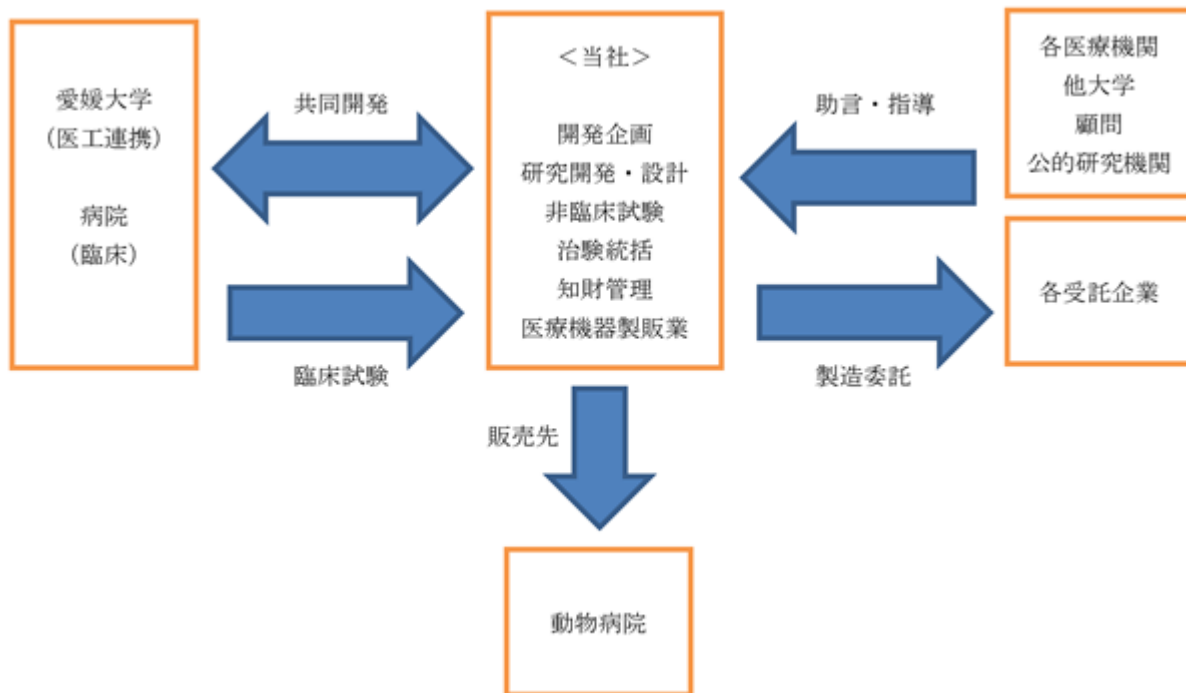 愛媛大学
(医工連携)
病院
(臨床)
共同開発
臨床試験
<当社>
開発企画
研究開発・設計
非臨床試験
治験統括
知財管理
医療機器製販業
助言・指導
製造委託
各医療機関
他大学
顧問
公的研究機関
各受託企業
販売先
動物病院